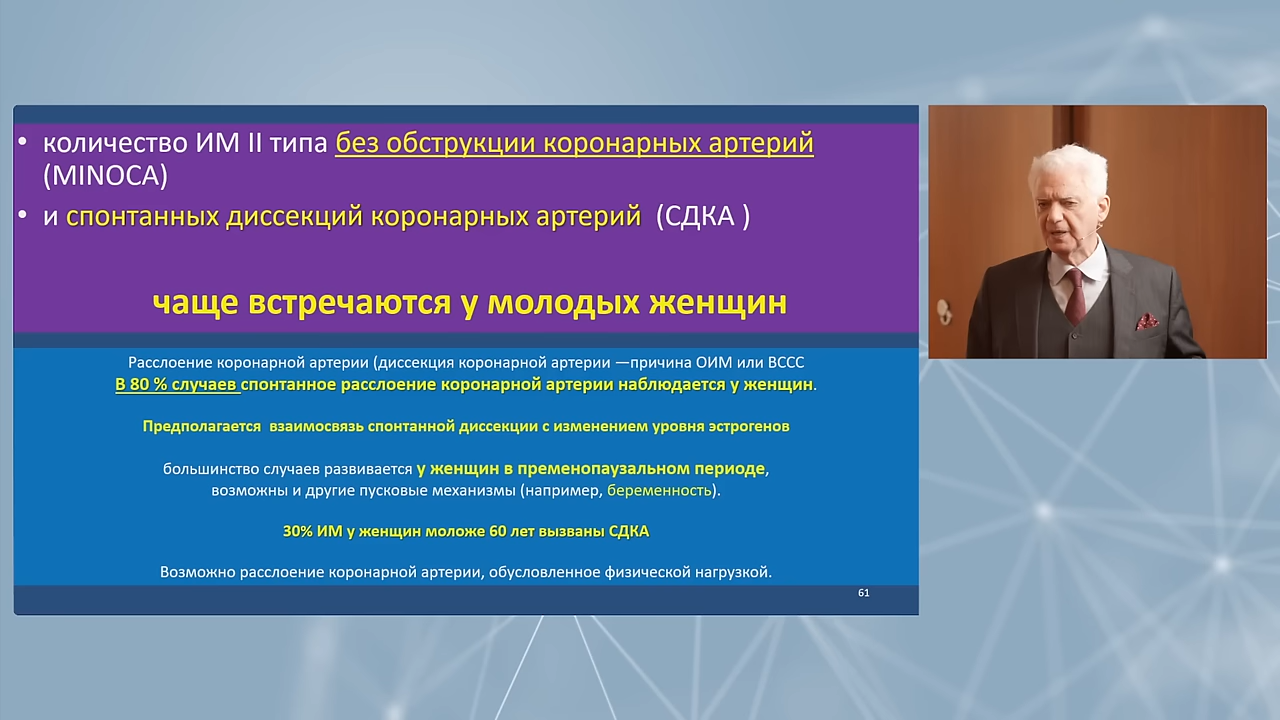 • количество ИМ II типа без обструкции коронарных артерий
(MINOCA)
• и спонтанных диссекций коронарных артерий (СДКА )
чаще встречаются у молодых женщин
Расслоение коронарной артерии (диссекция коронарной артерии —причина ОИМ или ВССС
В 80 % случаев спонтанное расслоение коронарной артерии наблюдается у женщин.
Предполагается взаимосвязь спонтанной диссекции с изменением уровня эстрогенов
большинство случаев развивается у женщин в пременопаузальном периоде,
возможны и другие пусковые механизмы (например, беременность).
30% ИМ у женщин моложе 60 лет вызваны СДКА
Возможно расслоение коронарной артерии, обусловленное физической нагрузкой.
61